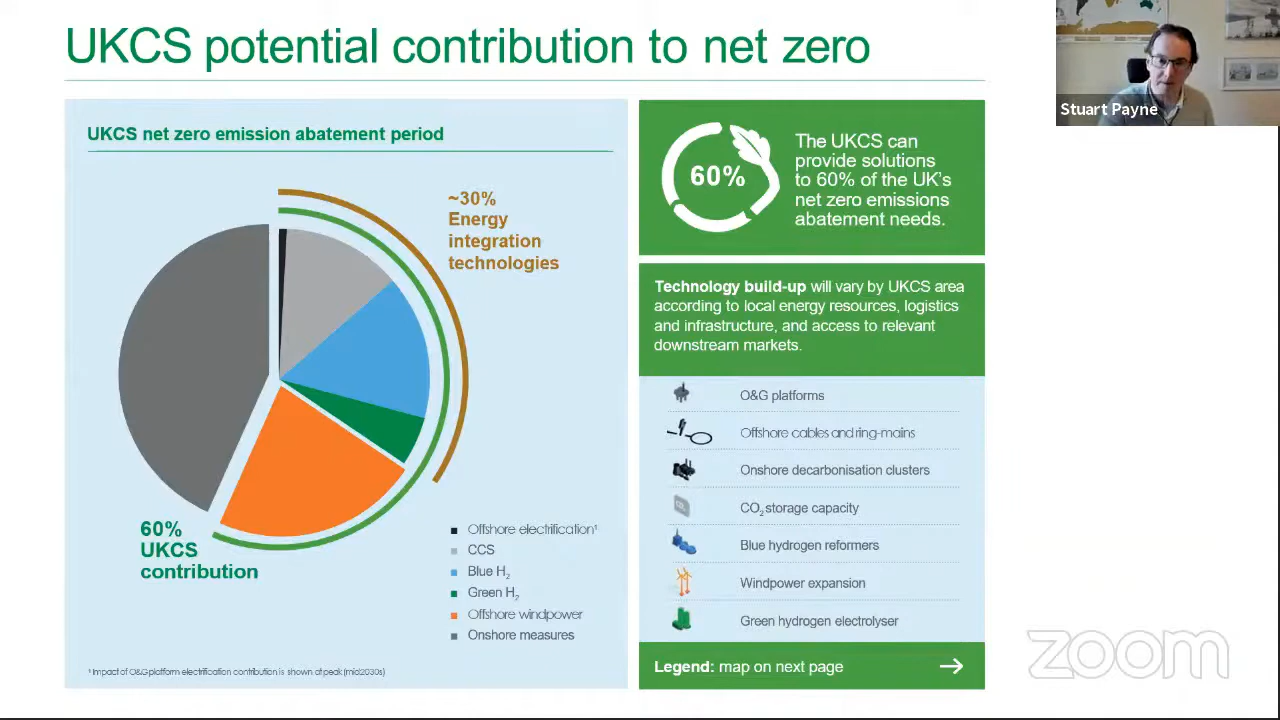 UKCS potential contribution to net zero
Stuart Payne
UKCS net zero emission abatement period
~30%
Energy
integration
technologies
60%
UKCS
contribution
Offshore electrification¹
CCS
Blue H₂
Green H₂
Offshore windpower
Onshore measures
¹ Impact of O&G platform electrification contribution is shown at peak (mid 2030s)
60%
The UKCS can
provide solutions
to 60% of the UK's
net zero emissions
abatement needs.
Technology build-up will vary by UKCS area
according to local energy resources, logistics
and infrastructure, and access to relevant
downstream markets.
O&G platforms
Offshore cables and ring-mains
Onshore decarbonisation clusters
CO₂ storage capacity
Blue hydrogen reformers
Windpower expansion
Green hydrogen electrolyser
Legend: map on next page
zoom